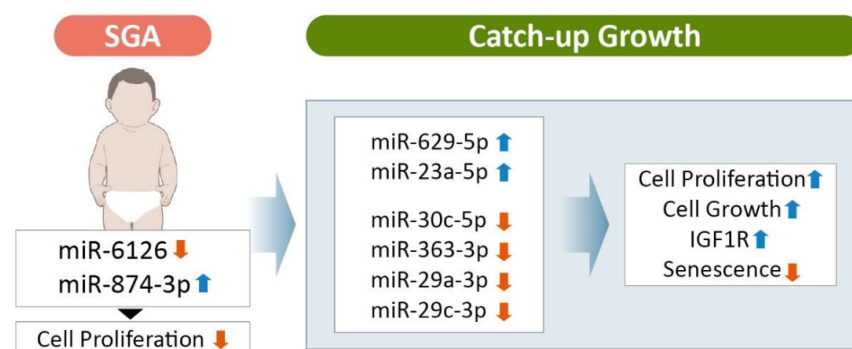 SGA
miR-6126
miR-874-3p
Cell Proliferation
Catch-up Growth
miR-629-5p
miR-23a-5p
miR-30c-5p
miR-363-3p
miR-29a-3p
miR-29c-3p
Cell Proliferation
Cell Growth
IGF1R
Senescence